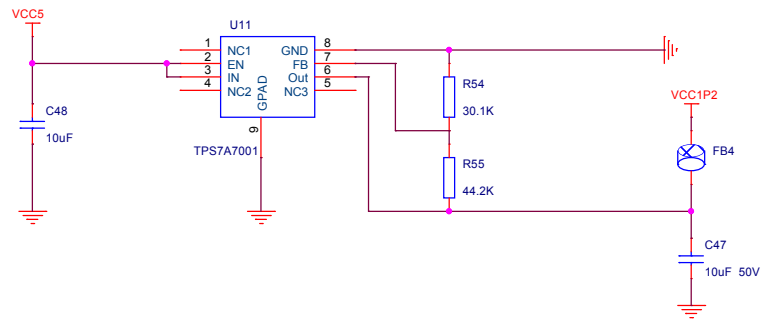 VCC5
U11
1 NC1 GND 8
2 EN FB 7
3 IN Out 6
4 NC2 NC3 5
GPAD
9
TPS7A7001
C48
10uF
R54
30.1K
R55
44.2K
VCC1P2
FB4
C47
10uF 50V